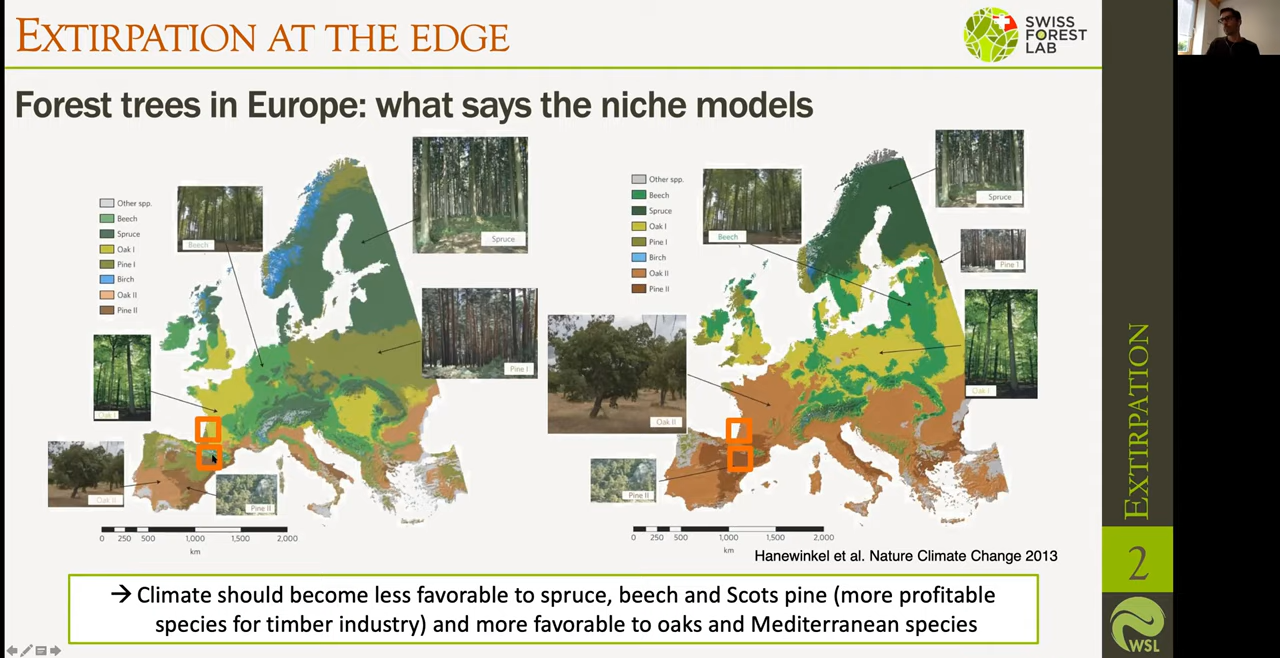 EXTIRPATION AT THE EDGE
SWISS
FOREST
LAB
Forest trees in Europe: what says the niche models
Other spp.
Beech
Spruce
Oak I
Pine I
Birch
Oak II
Pine II
Beech
Spruce
Pine I
Oak I
Oak II
Pine II
0 250 500 1,000 1,500 2,000
km
Other spp.
Beech
Spruce
Oak I
Pine I
Birch
Oak II
Pine II
Beech
Spruce
Pine I
Oak II
Oak I
Pine II
0 250 500 1,000 1,500 2,000
km
Hanewinkel et al. Nature Climate Change 2013
→ Climate should become less favorable to spruce, beech and Scots pine (more profitable
species for timber industry) and more favorable to oaks and Mediterranean species
EXTIRPATION
2
WSL